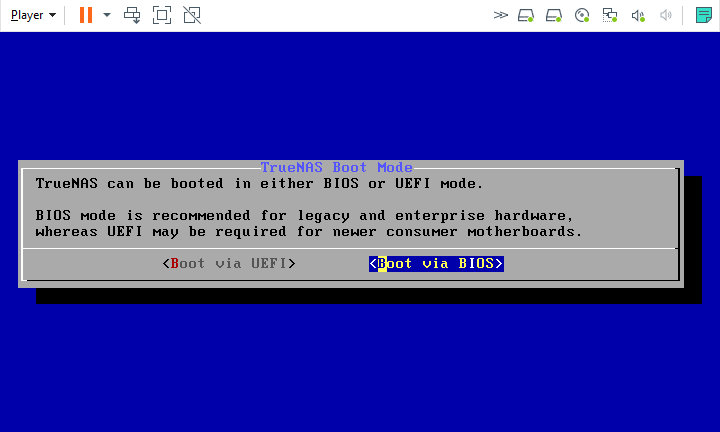 Player
TrueNAS Boot Mode
TrueNAS can be booted in either BIOS or UEFI mode.
BIOS mode is recommended for legacy and enterprise hardware,
whereas UEFI may be required for newer consumer motherboards.
<Boot via UEFI> <Boot via BIOS>